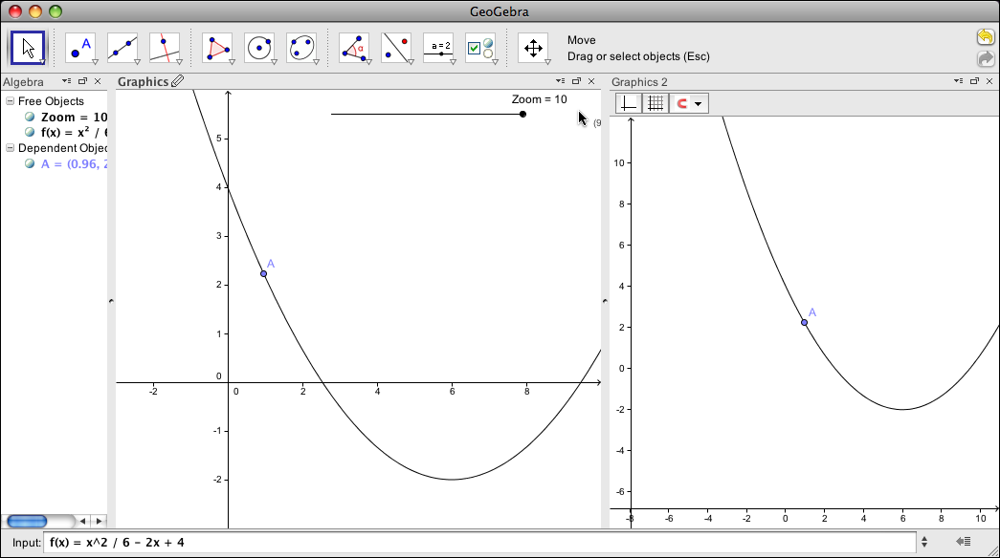 GeoGebra
A
α
a = 2
Move
Drag or select objects (Esc)
Algebra
Graphics
Graphics 2
Free Objects
Zoom = 10
f(x) = x² / 6
Dependent Objec
A = (0.96, 2
Zoom = 10
(9
5
4
3
2
1
0
-1
-2
-2 0 2 4 6 8
A
10
8
6
4
2
0
-2
-4
-6
-8 -6 -4 -2 0 2 4 6 8 10
A
Input: f(x) = x^2 / 6 - 2x + 4